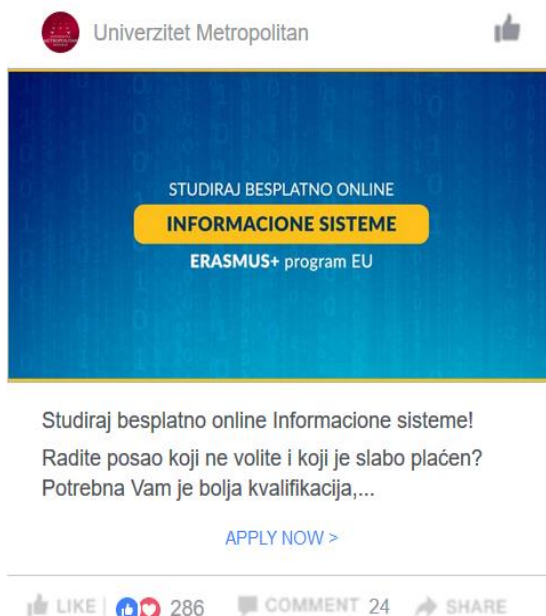 Univerzitet Metropolitan
STUDIRAJ BESPLATNO ONLINE
INFORMACIONE SISTEME
ERASMUS+ program EU
Studiraj besplatno online Informacione sisteme!
Radite posao koji ne volite i koji je slabo plaćen?
Potrebna Vam je bolja kvalifikacija,...
APPLY NOW >
LIKE 286 COMMENT 24 SHARE